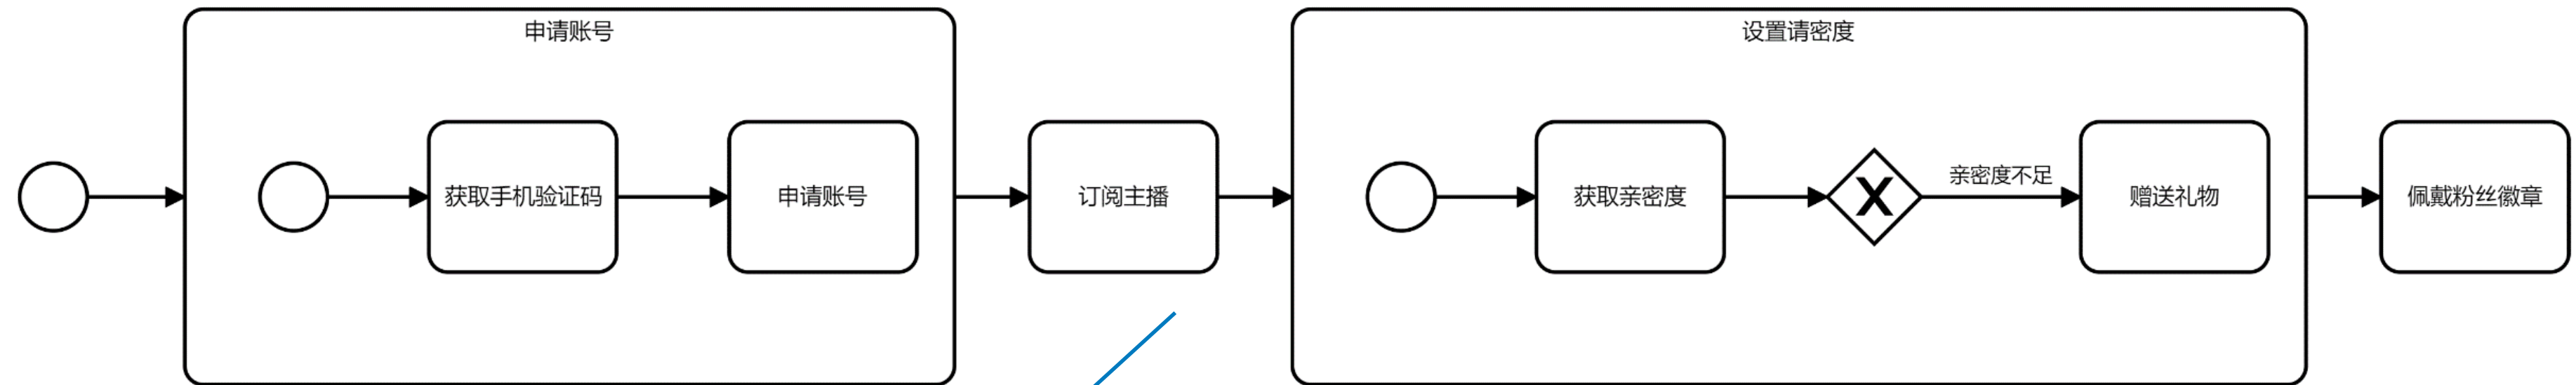 申请账号
设置请密度
获取手机验证码
申请账号
订阅主播
获取亲密度
亲密度不足
赠送礼物
佩戴粉丝徽章